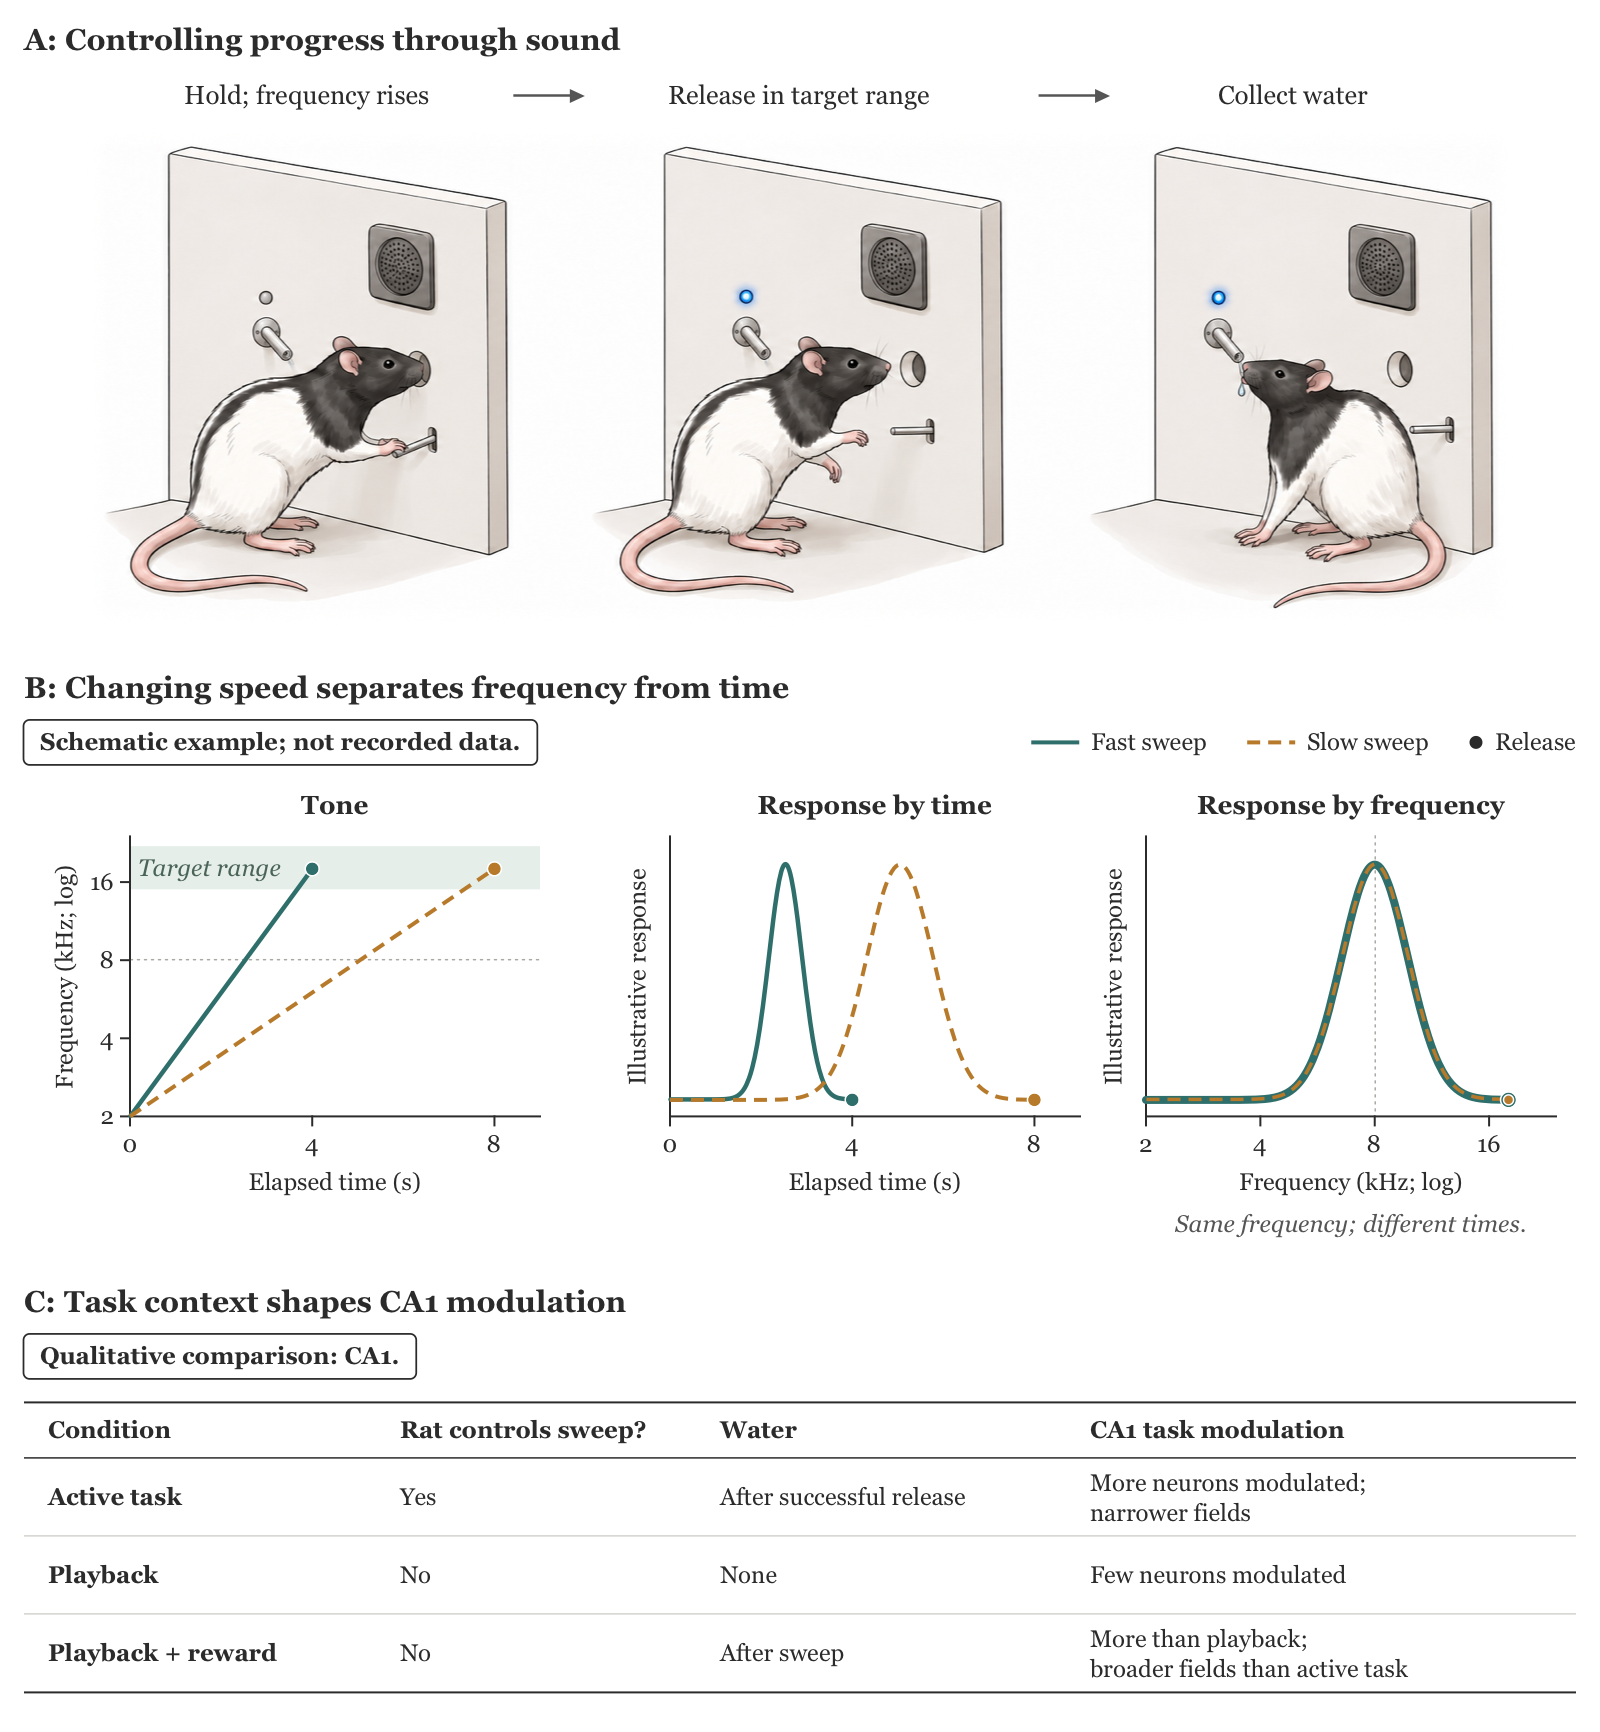 A: Controlling progress through sound
Hold; frequency rises
Release in target range
Collect water
B: Changing speed separates frequency from time
Schematic example; not recorded data.
Fast sweep
Slow sweep
Release
Tone
Frequency (kHz; log)
16
8
4
2
Target range
0
4
8
Elapsed time (s)
Response by time
Illustrative response
0
4
8
Elapsed time (s)
Response by frequency
Illustrative response
2
4
8
16
Frequency (kHz; log)
Same frequency; different times.
C: Task context shapes CA1 modulation
Qualitative comparison: CA1.
Condition
Rat controls sweep?
Water
CA1 task modulation
Active task
Yes
After successful release
More neurons modulated;
narrower fields
Playback
No
None
Few neurons modulated
Playback + reward
No
After sweep
More than playback;
broader fields than active task